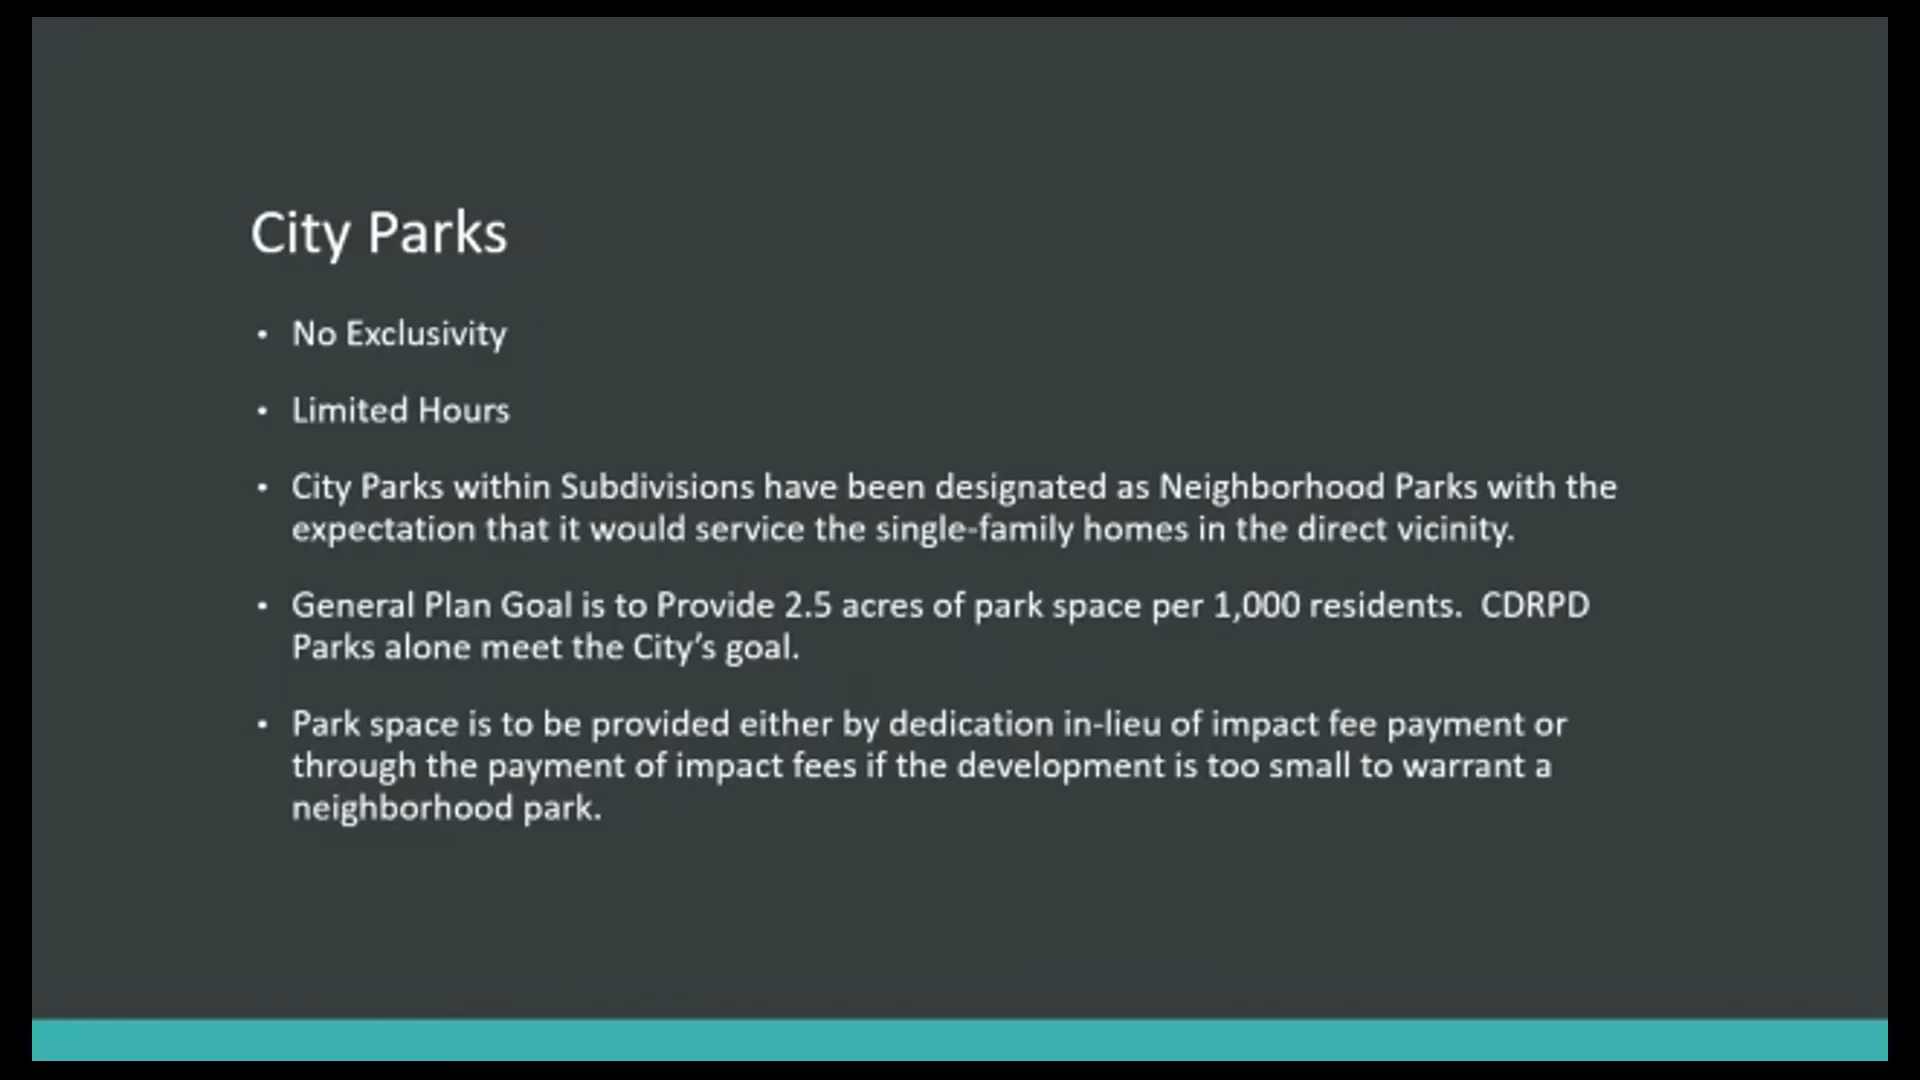 City Parks
• No Exclusivity
• Limited Hours
• City Parks within Subdivisions have been designated as Neighborhood Parks with the
expectation that it would service the single-family homes in the direct vicinity.
• General Plan Goal is to Provide 2.5 acres of park space per 1,000 residents.  CDRPD
Parks alone meet the City's goal.
• Park space is to be provided either by dedication in-lieu of impact fee payment or
through the payment of impact fees if the development is too small to warrant a
neighborhood park.